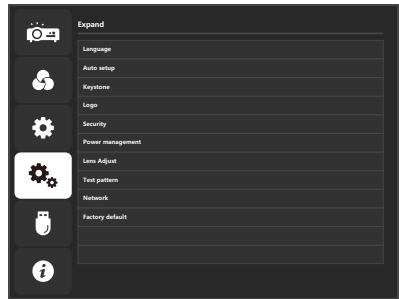 Expand
Language
Auto setup
Keystone
Logo
Security
Power management
Lens Adjust
Test pattern
Network
Factory default